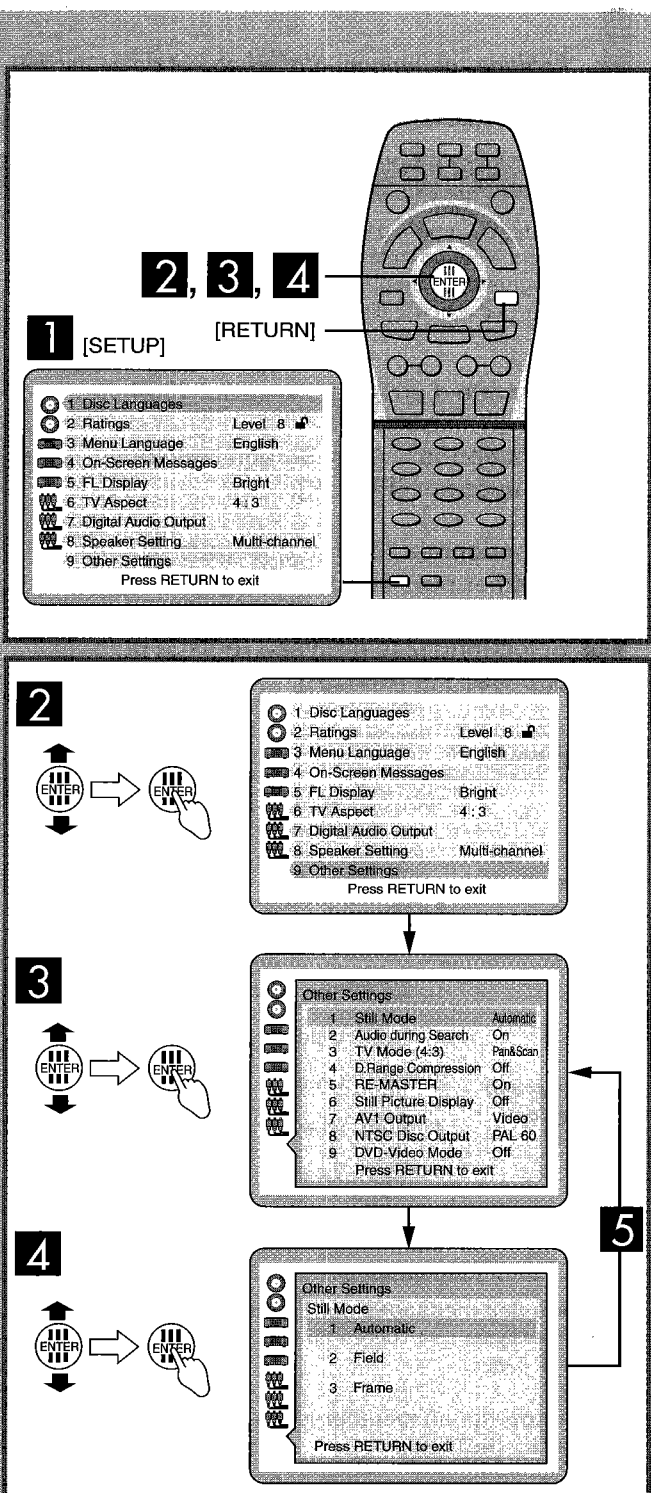 2, 3, 4
ENTER
1 [SETUP]
[RETURN]
1 Disc Languages
2 Ratings Level 8
3 Menu Language English
4 On-Screen Messages
5 FL Display Bright
6 TV Aspect 4 : 3
7 Digital Audio Output
8 Speaker Setting Multi-channel
9 Other Settings
Press RETURN to exit
2
ENTER ENTER
1 Disc Languages
2 Ratings Level 8
3 Menu Language English
4 On-Screen Messages
5 FL Display Bright
6 TV Aspect 4 : 3
7 Digital Audio Output
8 Speaker Setting Multi-channel
9 Other Settings
Press RETURN to exit
3
ENTER ENTER
Other Settings
1 Still Mode Automatic
2 Audio during Search On
3 TV Mode (4:3) Pan&Scan
4 D.Range Compression Off
5 RE-MASTER On
6 Still Picture Display Off
7 AV1 Output Video
8 NTSC Disc Output PAL 60
9 DVD-Video Mode Off
Press RETURN to exit
5
4
ENTER ENTER
Other Settings
Still Mode
1 Automatic
2 Field
3 Frame
Press RETURN to exit